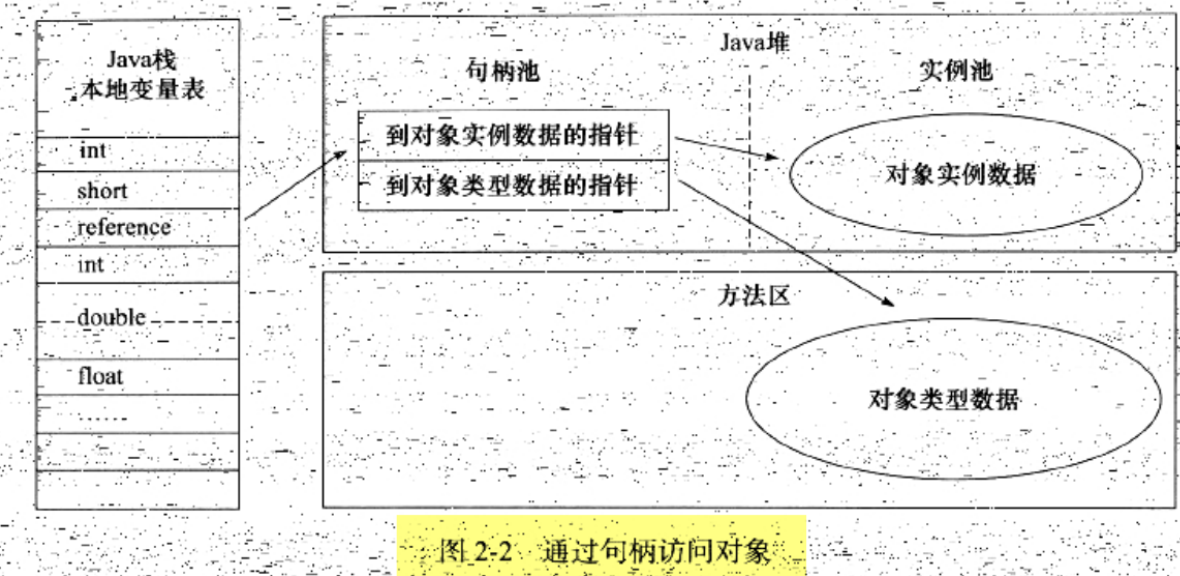 Java栈
本地变量表
int
short
reference
int
double
float
……
Java堆
句柄池
实例池
到对象实例数据的指针
到对象类型数据的指针
对象实例数据
方法区
对象类型数据
图 2-2 通过句柄访问对象